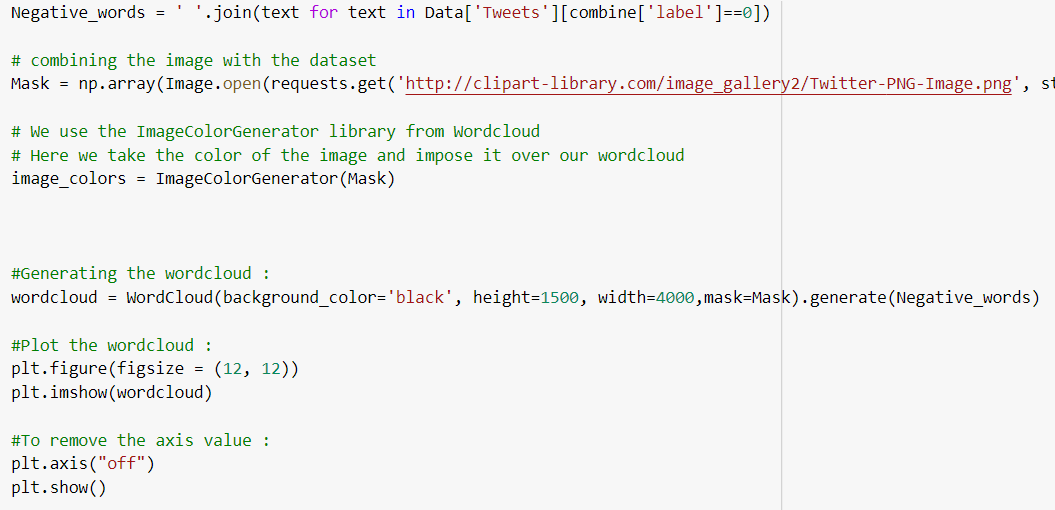 Negative_words = ' '.join(text for text in Data['Tweets'][combine['label']==0])
# combining the image with the dataset
Mask = np.array(Image.open(requests.get('http://clipart-library.com/image_gallery2/Twitter-PNG-Image.png', st
# We use the ImageColorGenerator library from Wordcloud
# Here we take the color of the image and impose it over our wordcloud
image_colors = ImageColorGenerator(Mask)
#Generating the wordcloud :
wordcloud = WordCloud(background_color='black', height=1500, width=4000,mask=Mask).generate(Negative_words)
#Plot the wordcloud :
plt.figure(figsize = (12, 12))
plt.imshow(wordcloud)
#To remove the axis value :
plt.axis("off")
plt.show()